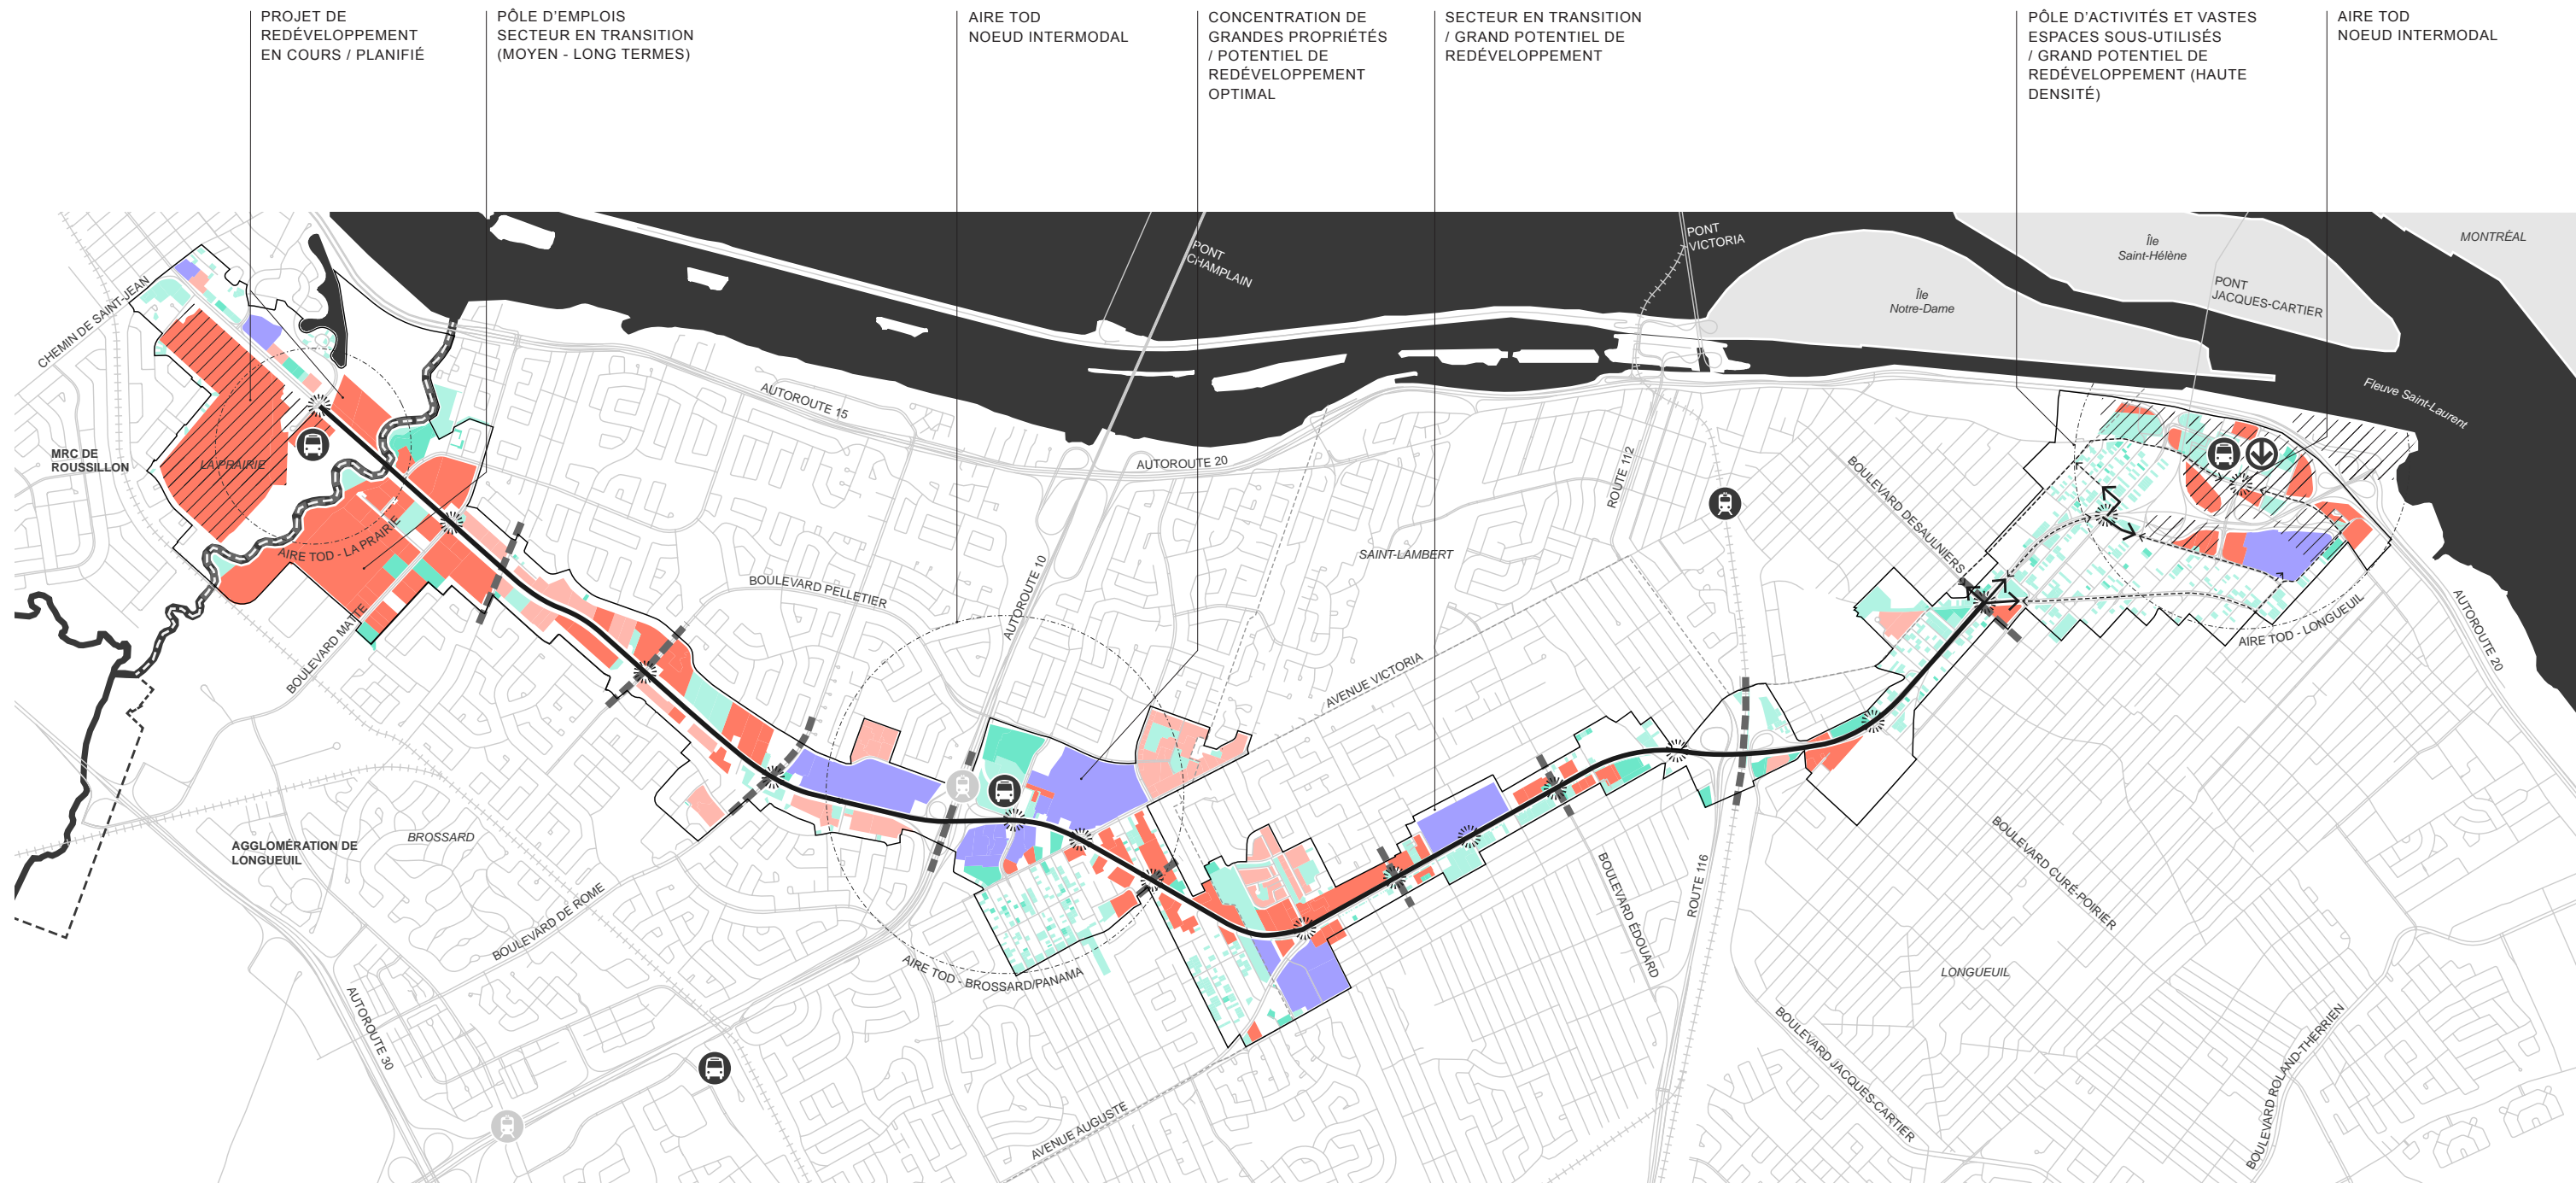 PROJET DE
REDÉVELOPPEMENT
EN COURS / PLANIFIÉ
PÔLE D'EMPLOIS
SECTEUR EN TRANSITION
(MOYEN - LONG TERMES)
AIRE TOD
NOEUD INTERMODAL
CONCENTRATION DE
GRANDES PROPRIÉTÉS
/ POTENTIEL DE
REDÉVELOPPEMENT
OPTIMAL
SECTEUR EN TRANSITION
/ GRAND POTENTIEL DE
REDÉVELOPPEMENT
PÔLE D'ACTIVITÉS ET VASTES
ESPACES SOUS-UTILISÉS
/ GRAND POTENTIEL DE
REDÉVELOPPEMENT (HAUTE
DENSITÉ)
AIRE TOD
NOEUD INTERMODAL
MONTRÉAL
PONT
VICTORIA
Île
Saint-Hélène
PONT
CHAMPLAIN
PONT
JACQUES-CARTIER
Île
Notre-Dame
CHEMIN DE SAINT-JEAN
AUTOROUTE 15
Fleuve Saint-Laurent
MRC DE
ROUSSILLON
LA PRAIRIE
AUTOROUTE 20
ROUTE 112
BOULEVARD DESAULNIERS
AIRE TOD - LA PRAIRIE
SAINT-LAMBERT
BOULEVARD PELLETIER
AUTOROUTE 10
AIRE TOD - LONGUEUIL
AUTOROUTE 20
BOULEVARD MATTE
AVENUE VICTORIA
BROSSARD
AGGLOMÉRATION DE
LONGUEUIL
BOULEVARD DE ROME
BOULEVARD ÉDOUARD
ROUTE 116
BOULEVARD CURÉ-POIRIER
AIRE TOD - BROSSARD/PANAMA
LONGUEUIL
AUTOROUTE 30
BOULEVARD JACQUES-CARTIER
BOULEVARD ROLAND-THERRIEN
AVENUE AUGUSTE